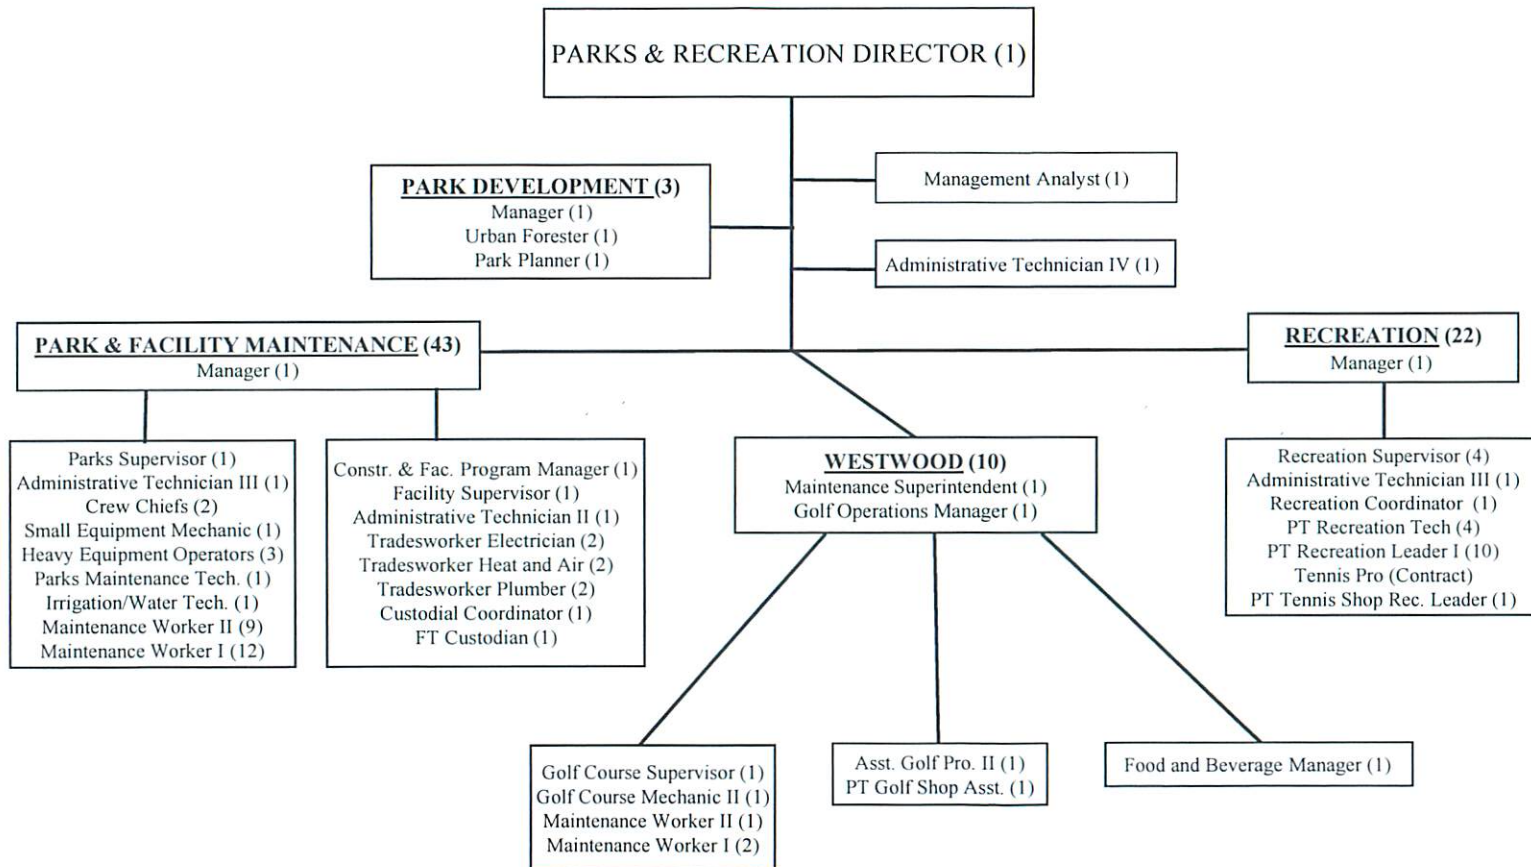 PARKS & RECREATION DIRECTOR (1)
PARK DEVELOPMENT (3)
Manager (1)
Urban Forester (1)
Park Planner (1)
Management Analyst (1)
Administrative Technician IV (1)
PARK & FACILITY MAINTENANCE (43)
Manager (1)
RECREATION (22)
Manager (1)
Parks Supervisor (1)
Administrative Technician III (1)
Crew Chiefs (2)
Small Equipment Mechanic (1)
Heavy Equipment Operators (3)
Parks Maintenance Tech. (1)
Irrigation/Water Tech. (1)
Maintenance Worker II (9)
Maintenance Worker I (12)
Constr. & Fac. Program Manager (1)
Facility Supervisor (1)
Administrative Technician II (1)
Tradesworker Electrician (2)
Tradesworker Heat and Air (2)
Tradesworker Plumber (2)
Custodial Coordinator (1)
FT Custodian (1)
WESTWOOD (10)
Maintenance Superintendent (1)
Golf Operations Manager (1)
Recreation Supervisor (4)
Administrative Technician III (1)
Recreation Coordinator (1)
PT Recreation Tech (4)
PT Recreation Leader I (10)
Tennis Pro (Contract)
PT Tennis Shop Rec. Leader (1)
Golf Course Supervisor (1)
Golf Course Mechanic II (1)
Maintenance Worker II (1)
Maintenance Worker I (2)
Asst. Golf Pro. II (1)
PT Golf Shop Asst. (1)
Food and Beverage Manager (1)